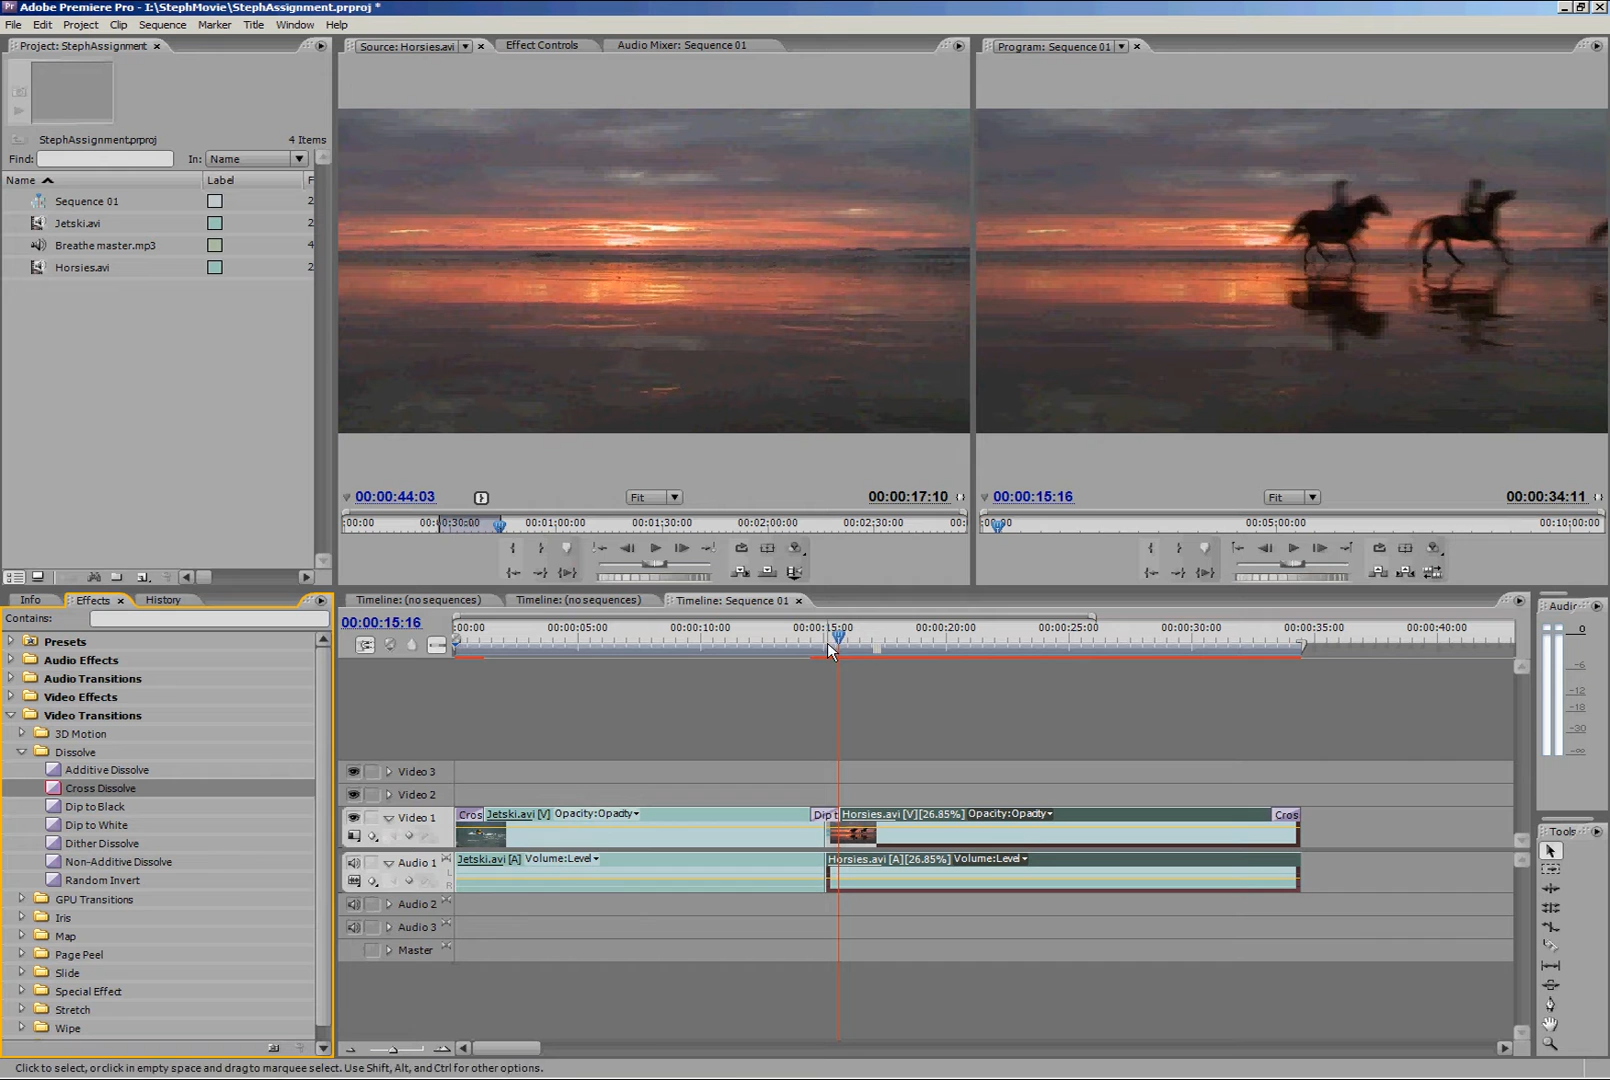 Adobe Premiere Pro - I:\StephMovie\StephAssignment.prproj *
File Edit Project Clip Sequence Marker Title Window Help
Project: StephAssignment
StephAssignment.prproj 4 Items
Find: In: Name
Name Label F
Sequence 01 2
Jetski.avi 2
Breathe master.mp3 4
Horsies.avi 2
Source: Horsies.avi Effect Controls Audio Mixer: Sequence 01
00:00:44:03 Fit 00:00:17:10
:00:00 00:00:30:00 00:01:00:00 00:01:30:00 00:02:00:00 00:02:30:00 00:
Program: Sequence 01
00:00:15:16 Fit 00:00:34:11
00:05:00:00 00:10:00:00
Info Effects History
Contains:
Presets
Audio Effects
Audio Transitions
Video Effects
Video Transitions
3D Motion
Dissolve
Additive Dissolve
Cross Dissolve
Dip to Black
Dip to White
Dither Dissolve
Non-Additive Dissolve
Random Invert
GPU Transitions
Iris
Map
Page Peel
Slide
Special Effect
Stretch
Wipe
Timeline: (no sequences) Timeline: (no sequences) Timeline: Sequence 01
00:00:15:16
:00:00 00:00:05:00 00:00:10:00 00:00:15:00 00:00:20:00 00:00:25:00 00:00:30:00 00:00:35:00 00:00:40:00
Video 3
Video 2
Video 1 Cros Jetski.avi [V] Opacity:Opacity Dip t Horsies.avi [V][26.85%] Opacity:Opacity Cros
Audio 1 Jetski.avi [A] Volume:Level Horsies.avi [A][26.85%] Volume:Level
L
R
Audio 2
Audio 3
Master
Audic
0
-6
-12
-18
-30
-∞
Tools
Click to select, or click in empty space and drag to marquee select. Use Shift, Alt, and Ctrl for other options.